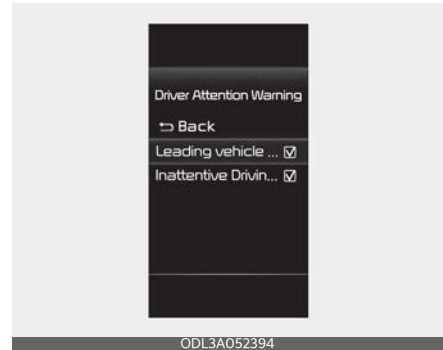 Driver Attention Warning
⮌ Back
Leading vehicle ... ☑
Inattentive Drivin... ☑
ODL3A052394